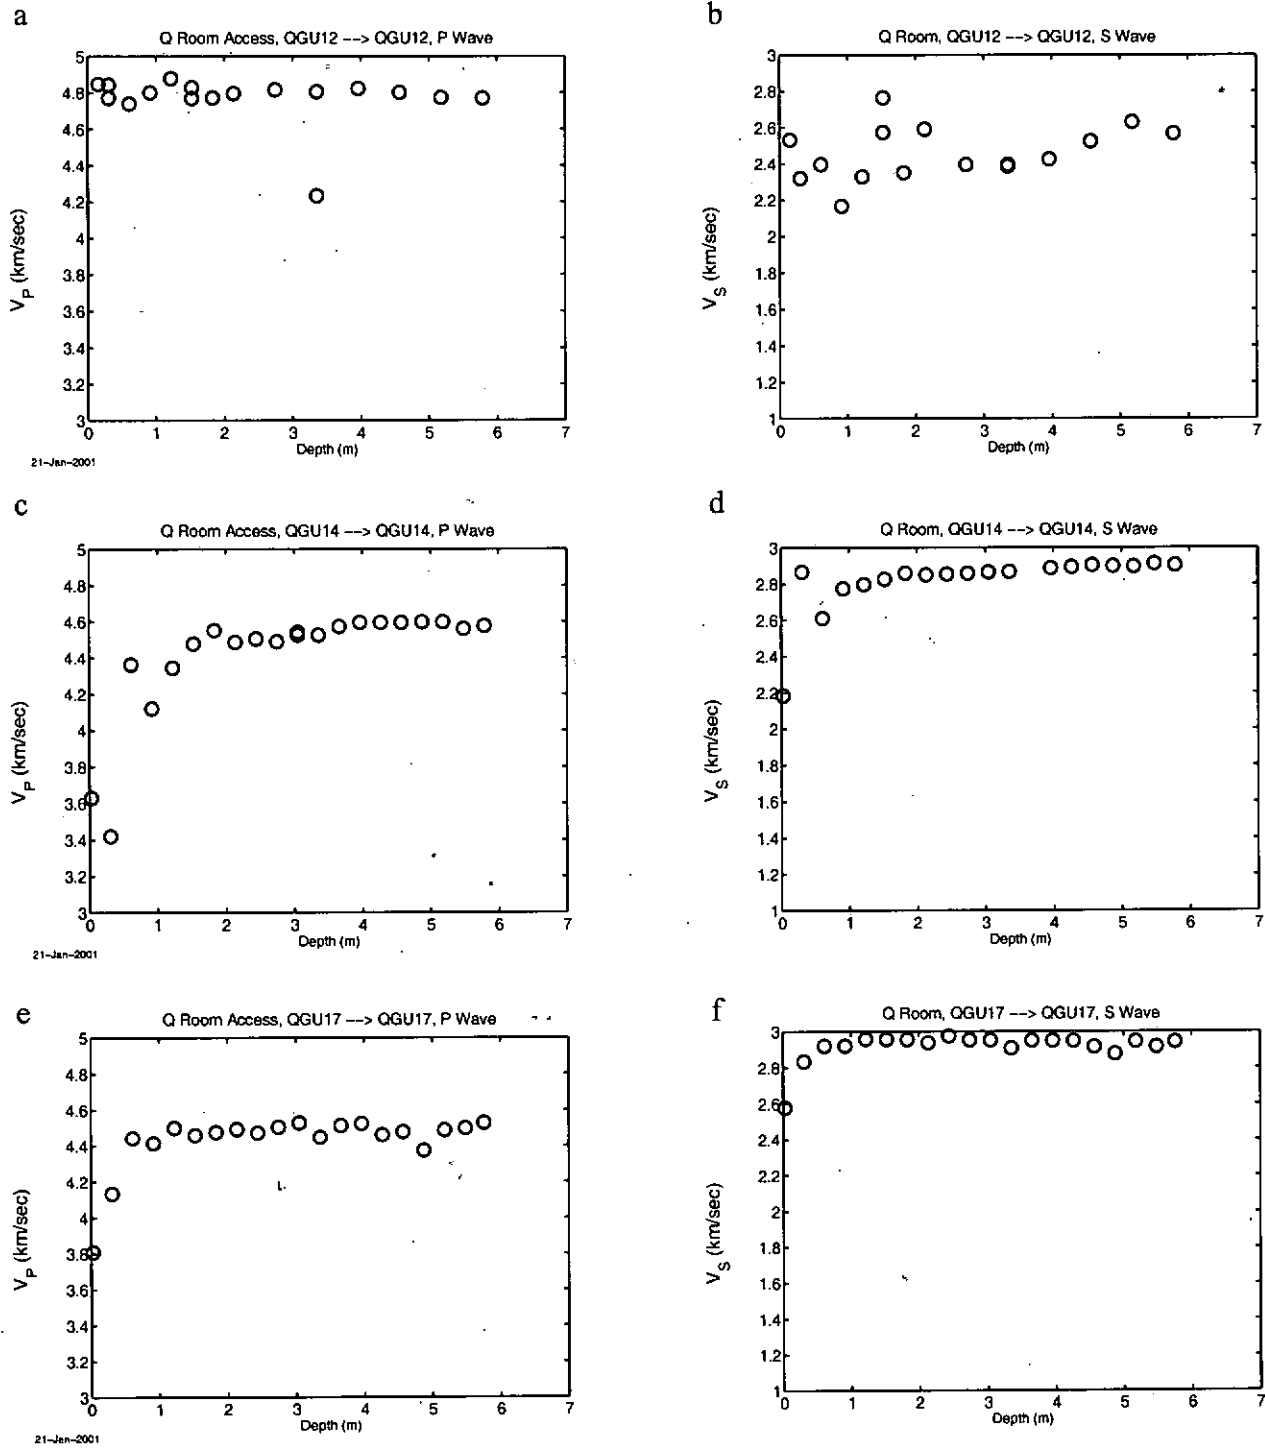 a
Q Room Access, QGU12 --> QGU12, P Wave
5
4.8
4.6
4.4
4.2
4
3.8
3.6
3.4
3.2
3
V_P (km/sec)
0 1 2 3 4 5 6 7
Depth (m)
21-Jan-2001
b
Q Room, QGU12 --> QGU12, S Wave
3
2.8
2.6
2.4
2.2
2
1.8
1.6
1.4
1.2
1
V_S (km/sec)
0 1 2 3 4 5 6 7
Depth (m)
c
Q Room Access, QGU14 --> QGU14, P Wave
5
4.8
4.6
4.4
4.2
4
3.8
3.6
3.4
3.2
3
V_P (km/sec)
0 1 2 3 4 5 6 7
Depth (m)
21-Jan-2001
d
Q Room, QGU14 --> QGU14, S Wave
3
2.8
2.6
2.4
2.2
2
1.8
1.6
1.4
1.2
1
V_S (km/sec)
0 1 2 3 4 5 6 7
Depth (m)
e
Q Room Access, QGU17 --> QGU17, P Wave
5
4.8
4.6
4.4
4.2
4
3.8
3.6
3.4
3.2
3
V_P (km/sec)
0 1 2 3 4 5 6 7
Depth (m)
21-Jan-2001
f
Q Room, QGU17 --> QGU17, S Wave
3
2.8
2.6
2.4
2.2
2
1.8
1.6
1.4
1.2
1
V_S (km/sec)
0 1 2 3 4 5 6 7
Depth (m)